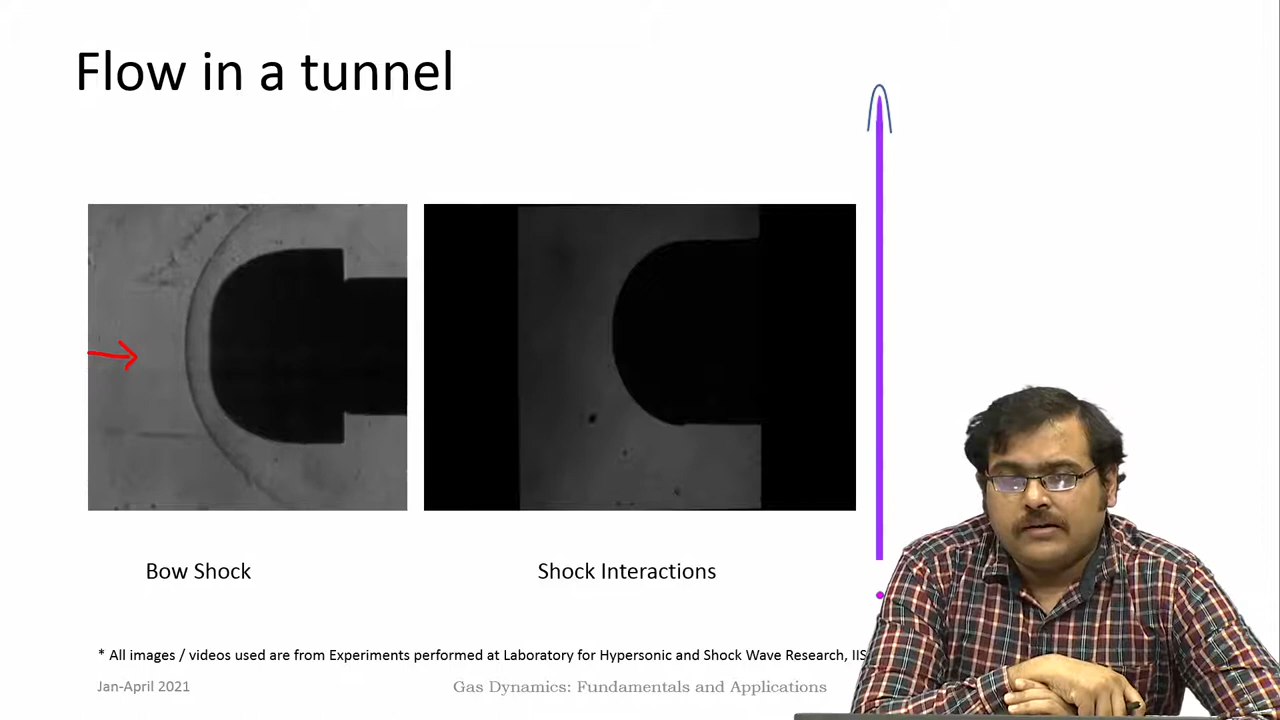 Flow in a tunnel
Bow Shock
Shock Interactions
* All images / videos used are from Experiments performed at Laboratory for Hypersonic and Shock Wave Research, IIS
Jan-April 2021
Gas Dynamics: Fundamentals and Applications